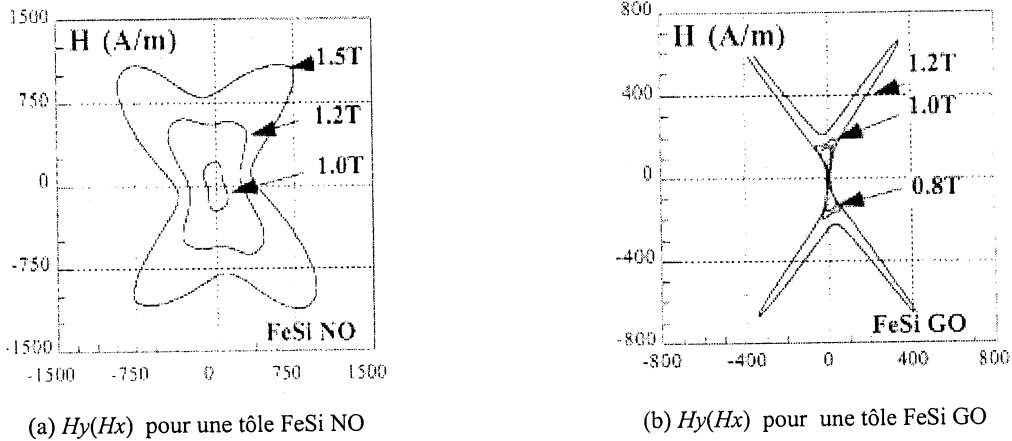 1500
H (A/m)
1.5T
750
1.2T
1.0T
0
-750
FeSi NO
-1500
-1500 -750 0 750 1500
(a) Hy(Hx) pour une tôle FeSi NO
800
H (A/m)
1.2T
400
1.0T
0
0.8T
-400
FeSi GO
-800
-800 -400 0 400 800
(b) Hy(Hx) pour une tôle FeSi GO